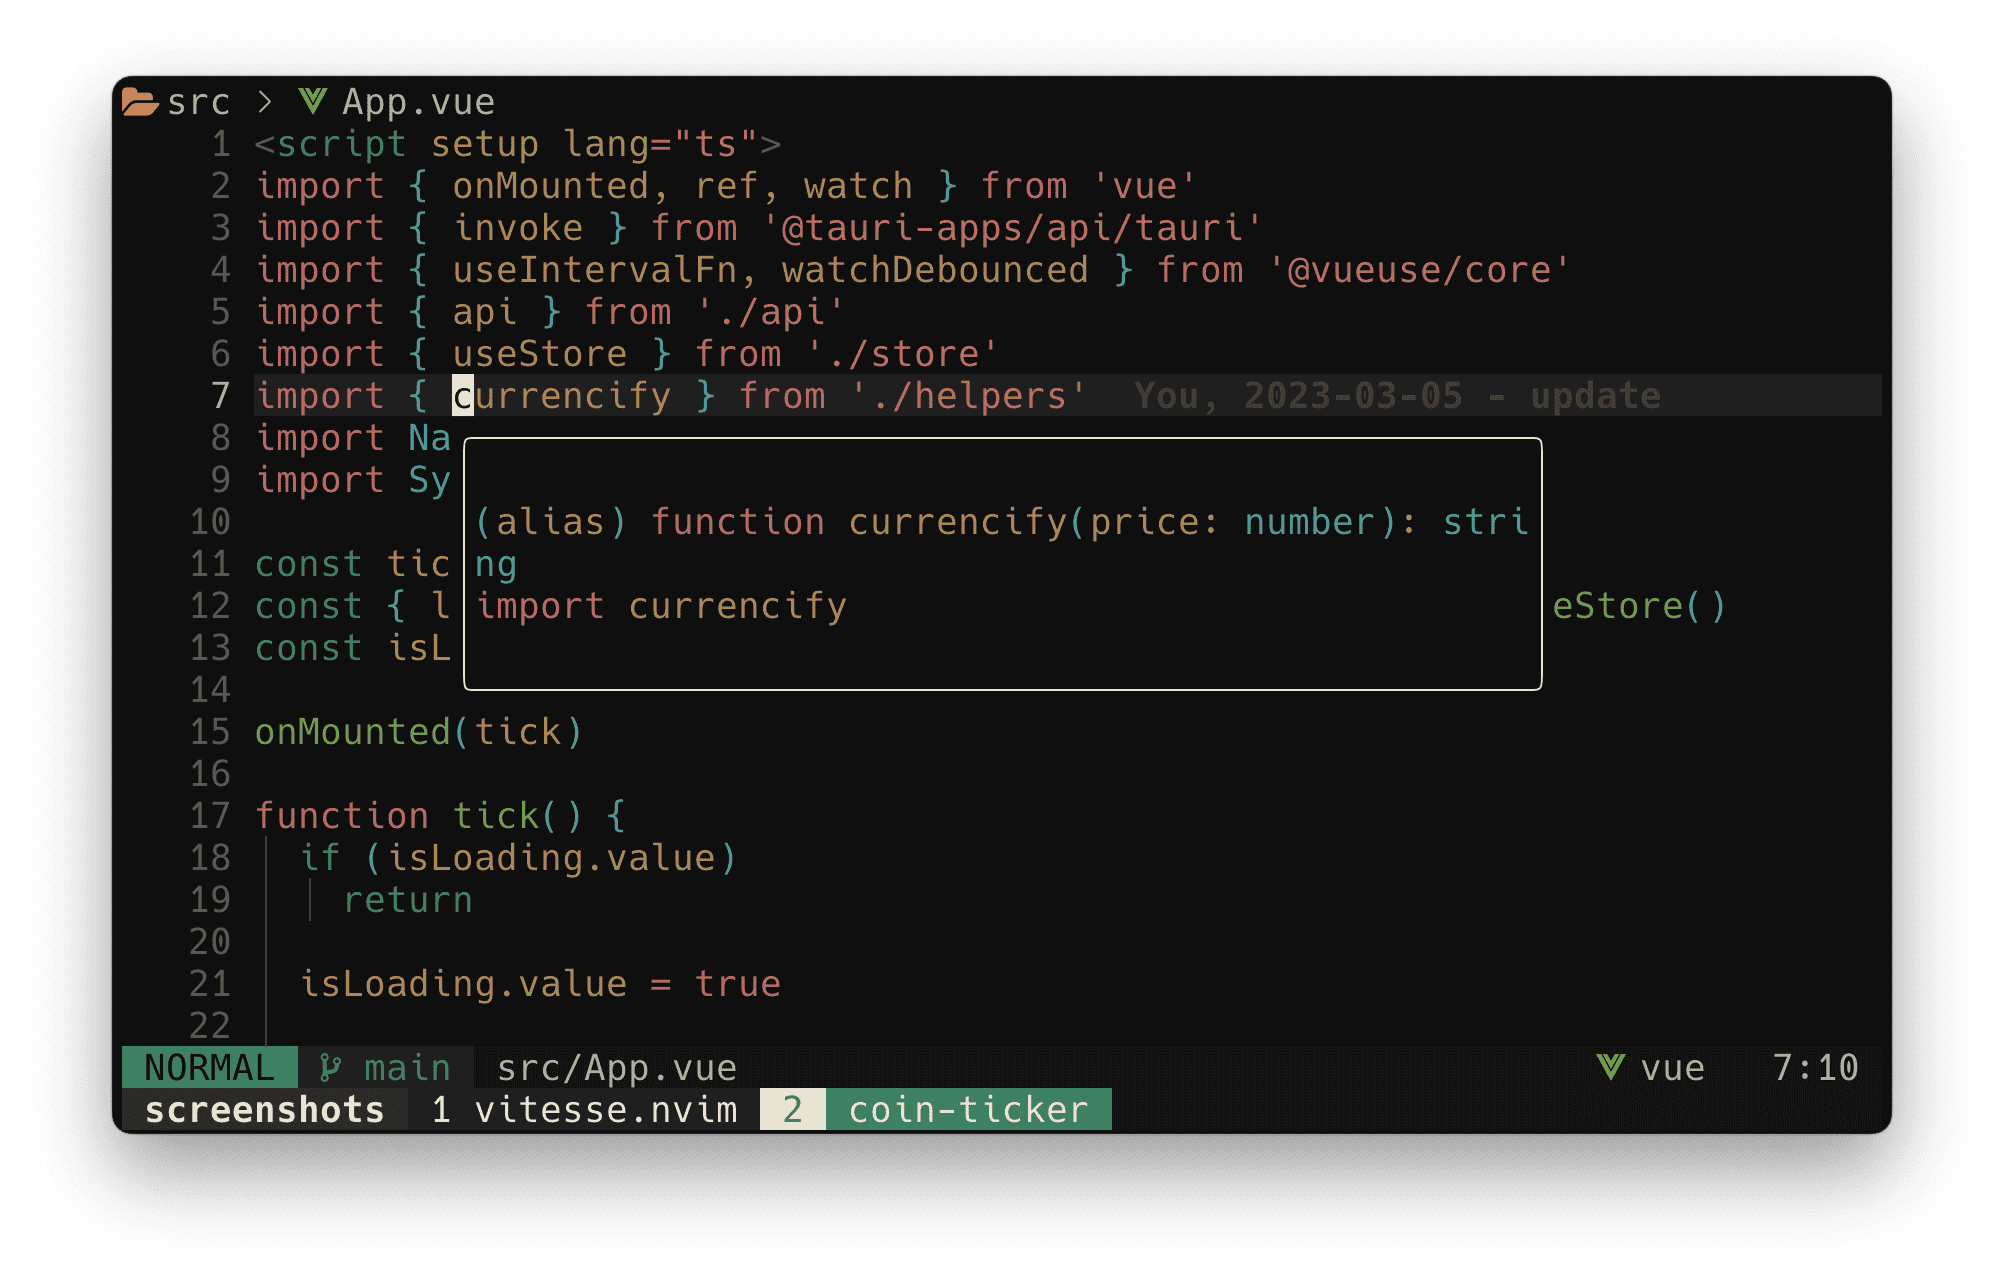 src > App.vue
1 <script setup lang="ts">
2 import { onMounted, ref, watch } from 'vue'
3 import { invoke } from '@tauri-apps/api/tauri'
4 import { useIntervalFn, watchDebounced } from '@vueuse/core'
5 import { api } from './api'
6 import { useStore } from './store'
7 import { currencify } from './helpers' You, 2023-03-05 - update
8 import Na
9 import Sy
10 (alias) function currencify(price: number): stri
11 const tic ng
12 const { l import currencify eStore()
13 const isL
14
15 onMounted(tick)
16
17 function tick() {
18 if (isLoading.value)
19 return
20
21 isLoading.value = true
22
NORMAL main src/App.vue vue 7:10
screenshots 1 vitesse.nvim 2 coin-ticker